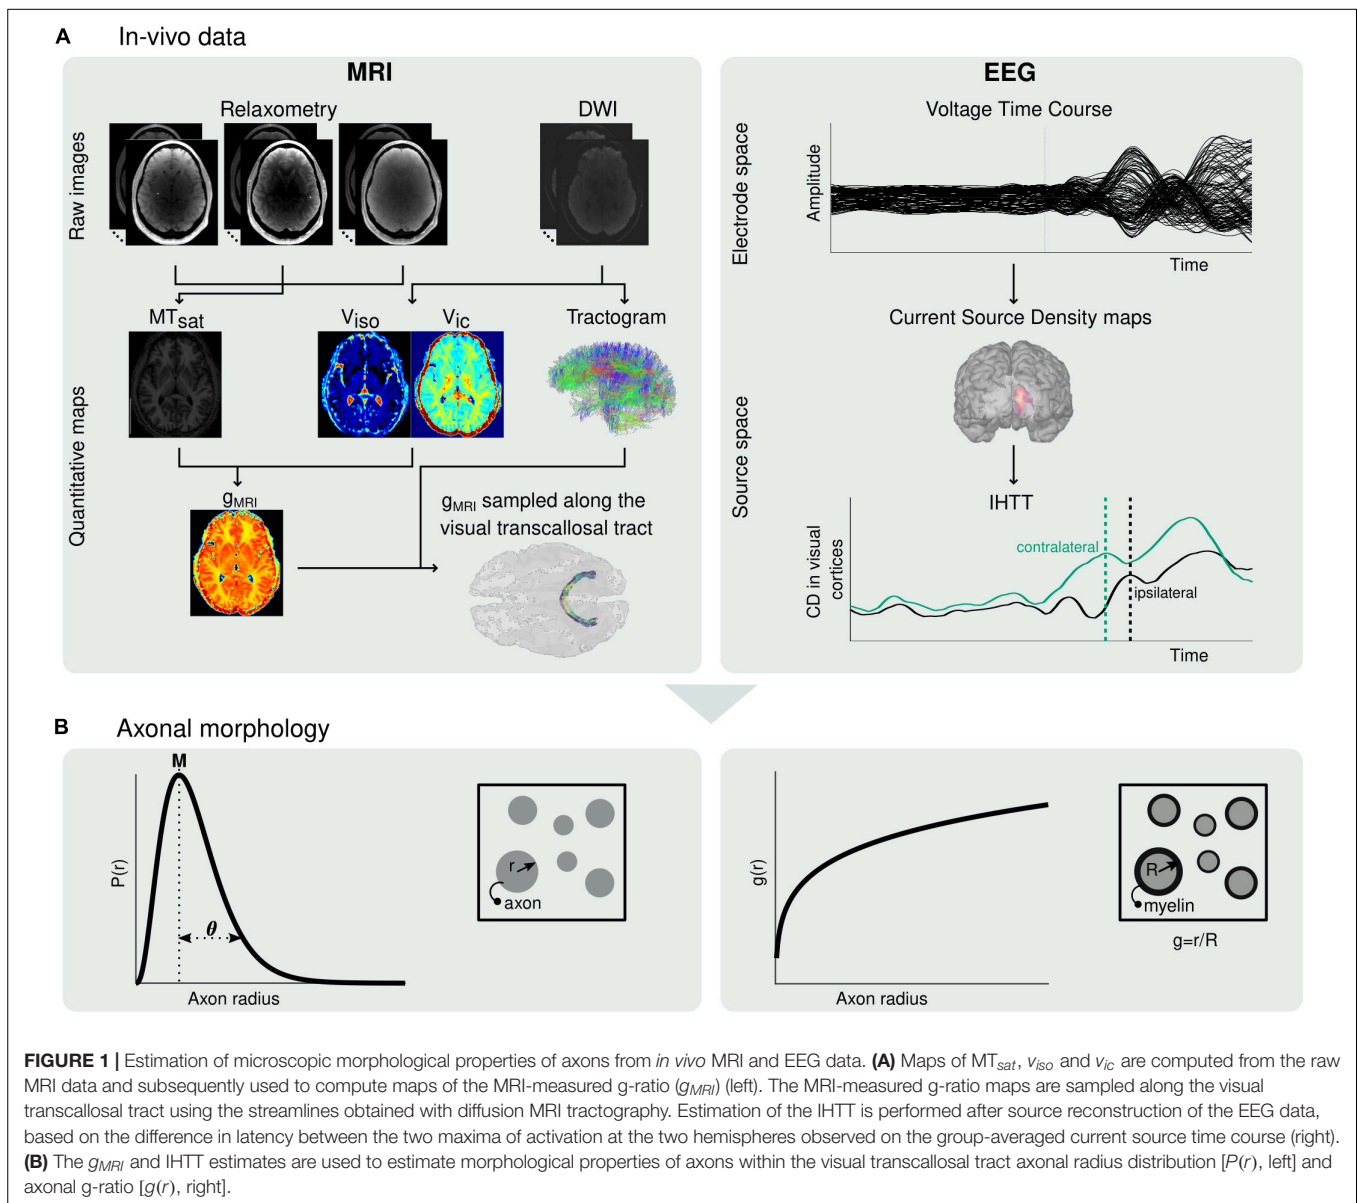 A In-vivo data
MRI
Relaxometry
DWI
Raw images
MTsat
Viso
Vic
Tractogram
Quantitative maps
gMRI
gMRI sampled along the
visual transcallosal tract
EEG
Voltage Time Course
Electrode space
Amplitude
Time
Current Source Density maps
Source space
IHTT
CD in visual
cortices
contralateral
ipsilateral
Time
B Axonal morphology
M
P(r)
θ
Axon radius
r
axon
g(r)
Axon radius
R
myelin
g=r/R
FIGURE 1 | Estimation of microscopic morphological properties of axons from in vivo MRI and EEG data. (A) Maps of MTsat, viso and vic are computed from the raw
MRI data and subsequently used to compute maps of the MRI-measured g-ratio (gMRI) (left). The MRI-measured g-ratio maps are sampled along the visual
transcallosal tract using the streamlines obtained with diffusion MRI tractography. Estimation of the IHTT is performed after source reconstruction of the EEG data,
based on the difference in latency between the two maxima of activation at the two hemispheres observed on the group-averaged current source time course (right).
(B) The gMRI and IHTT estimates are used to estimate morphological properties of axons within the visual transcallosal tract axonal radius distribution [P(r), left] and
axonal g-ratio [g(r), right].